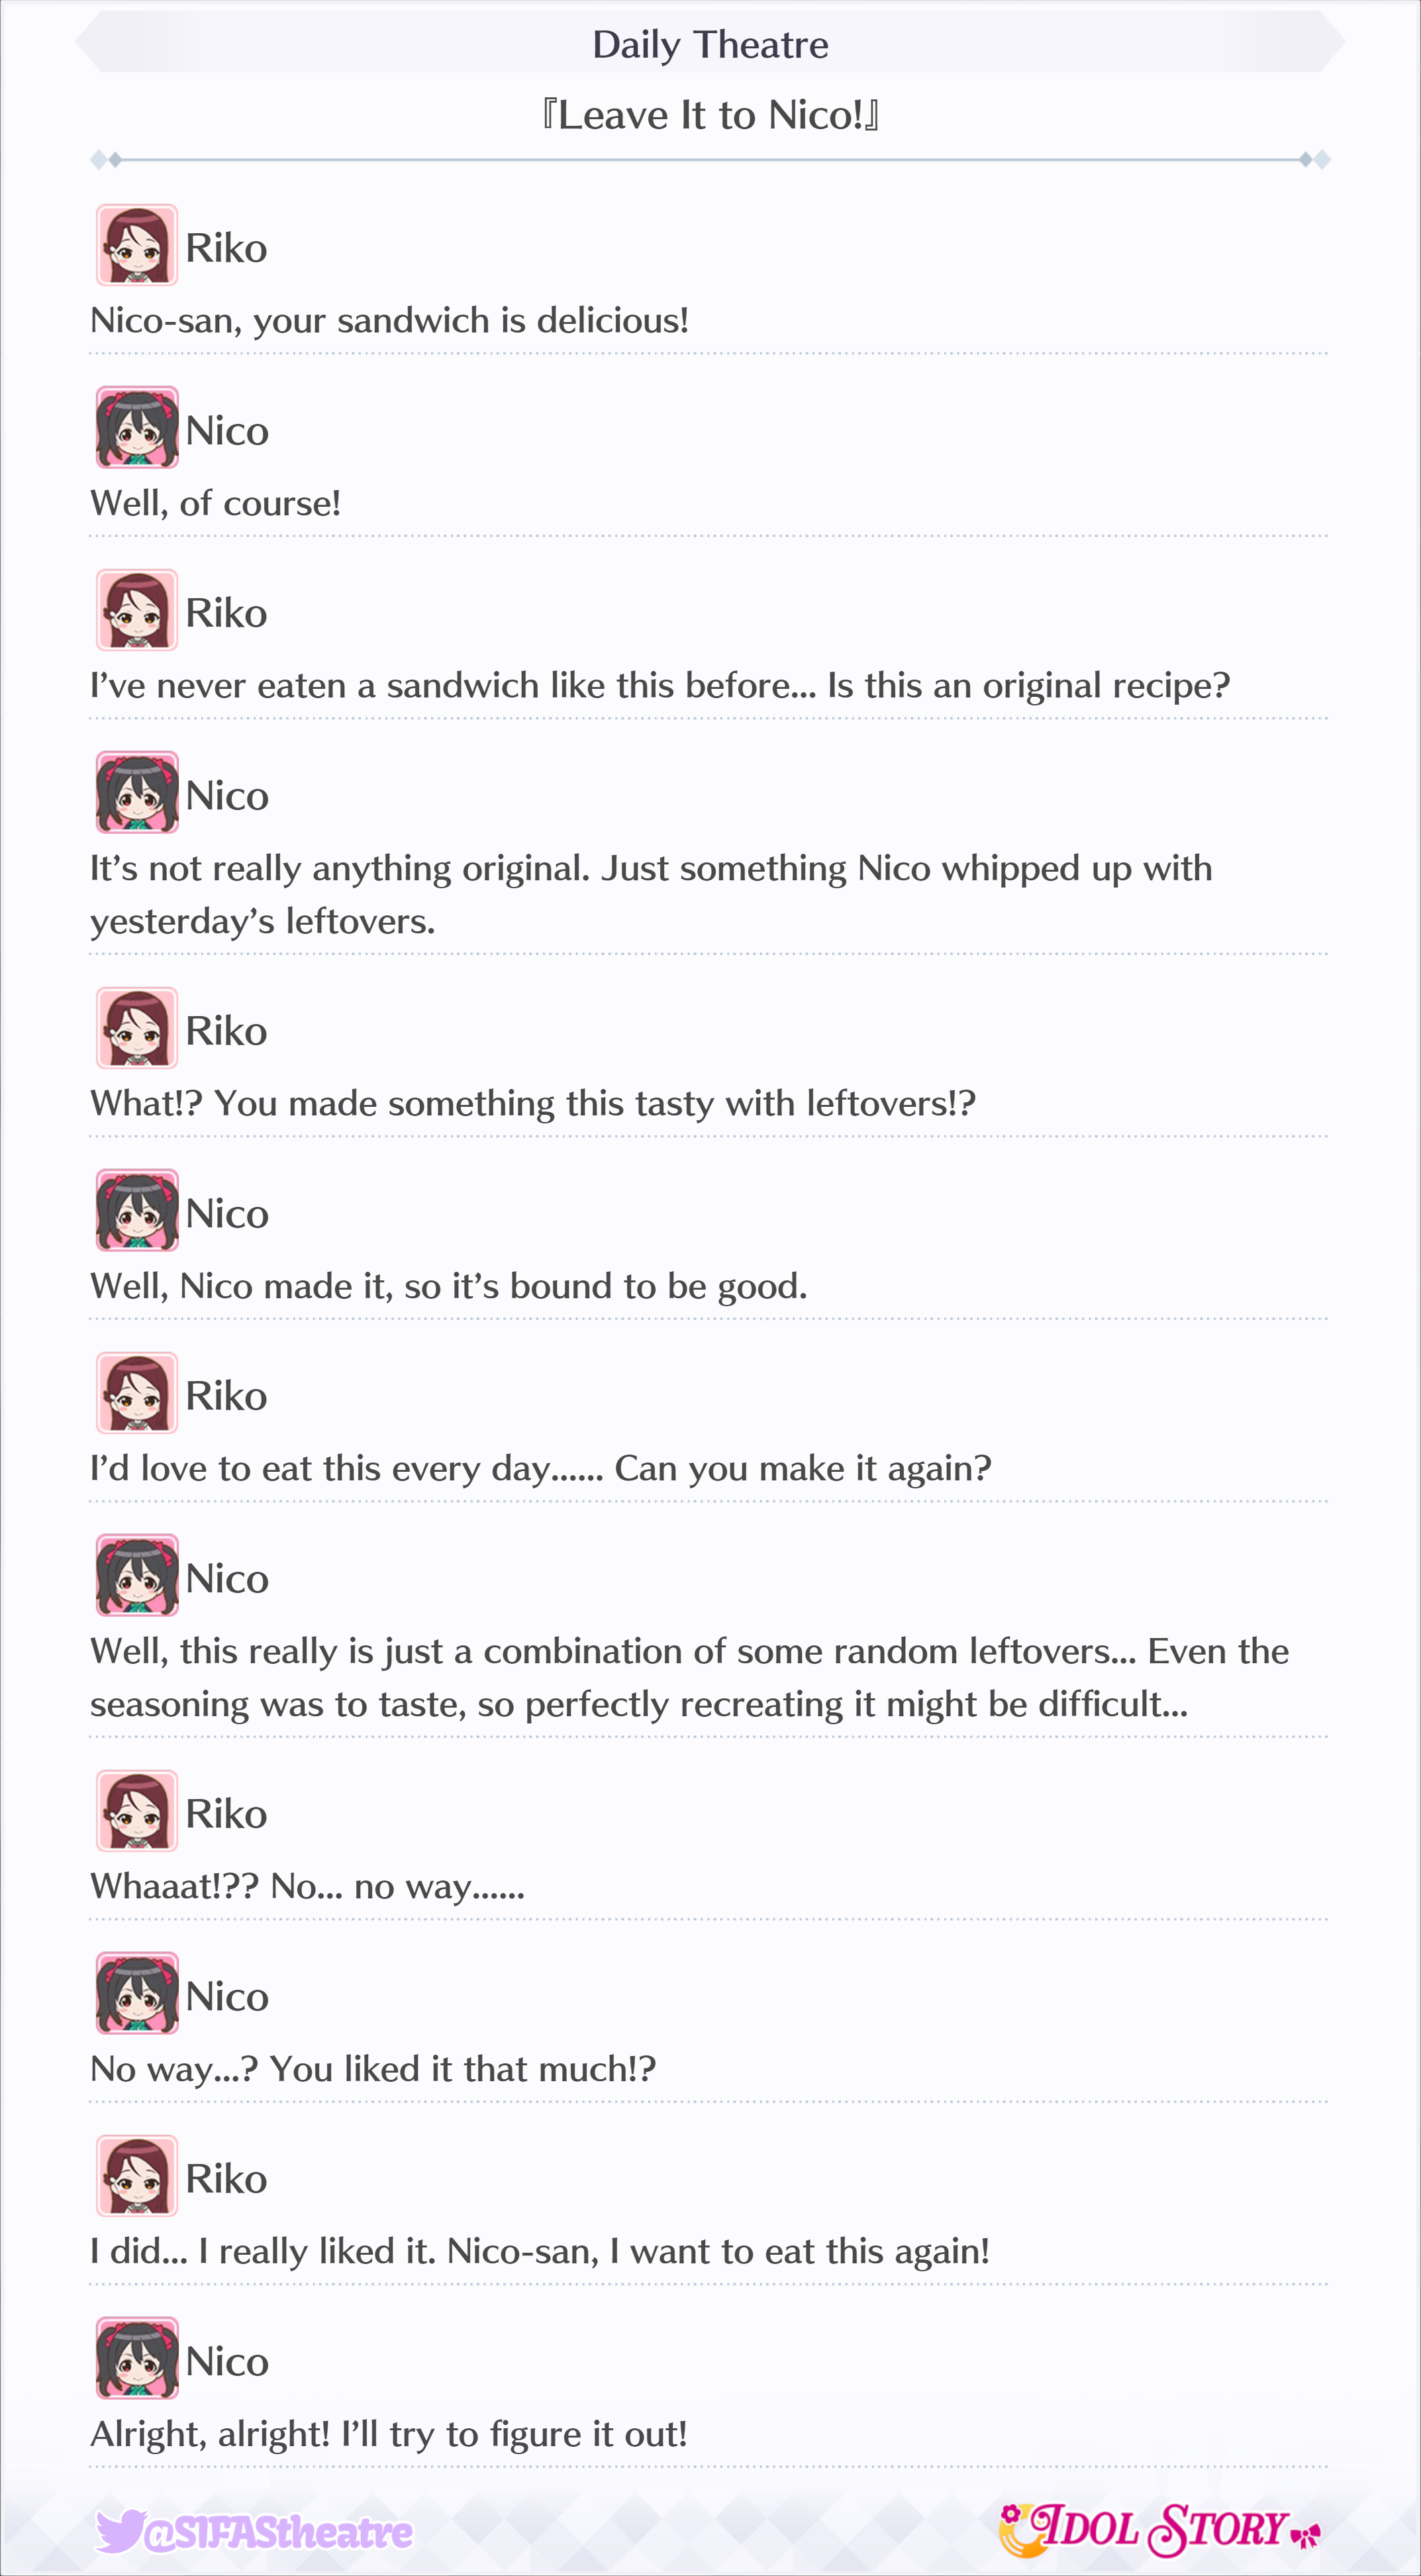 Daily Theatre
『Leave It to Nico!』
Riko
Nico-san, your sandwich is delicious!
Nico
Well, of course!
Riko
I’ve never eaten a sandwich like this before... Is this an original recipe?
Nico
It’s not really anything original. Just something Nico whipped up with
yesterday’s leftovers.
Riko
What!? You made something this tasty with leftovers!?
Nico
Well, Nico made it, so it’s bound to be good.
Riko
I’d love to eat this every day...... Can you make it again?
Nico
Well, this really is just a combination of some random leftovers... Even the
seasoning was to taste, so perfectly recreating it might be difficult...
Riko
Whaaat!?? No... no way......
Nico
No way...? You liked it that much!?
Riko
I did... I really liked it. Nico-san, I want to eat this again!
Nico
Alright, alright! I’ll try to figure it out!
@SIFAStheatre
IDOL STORY